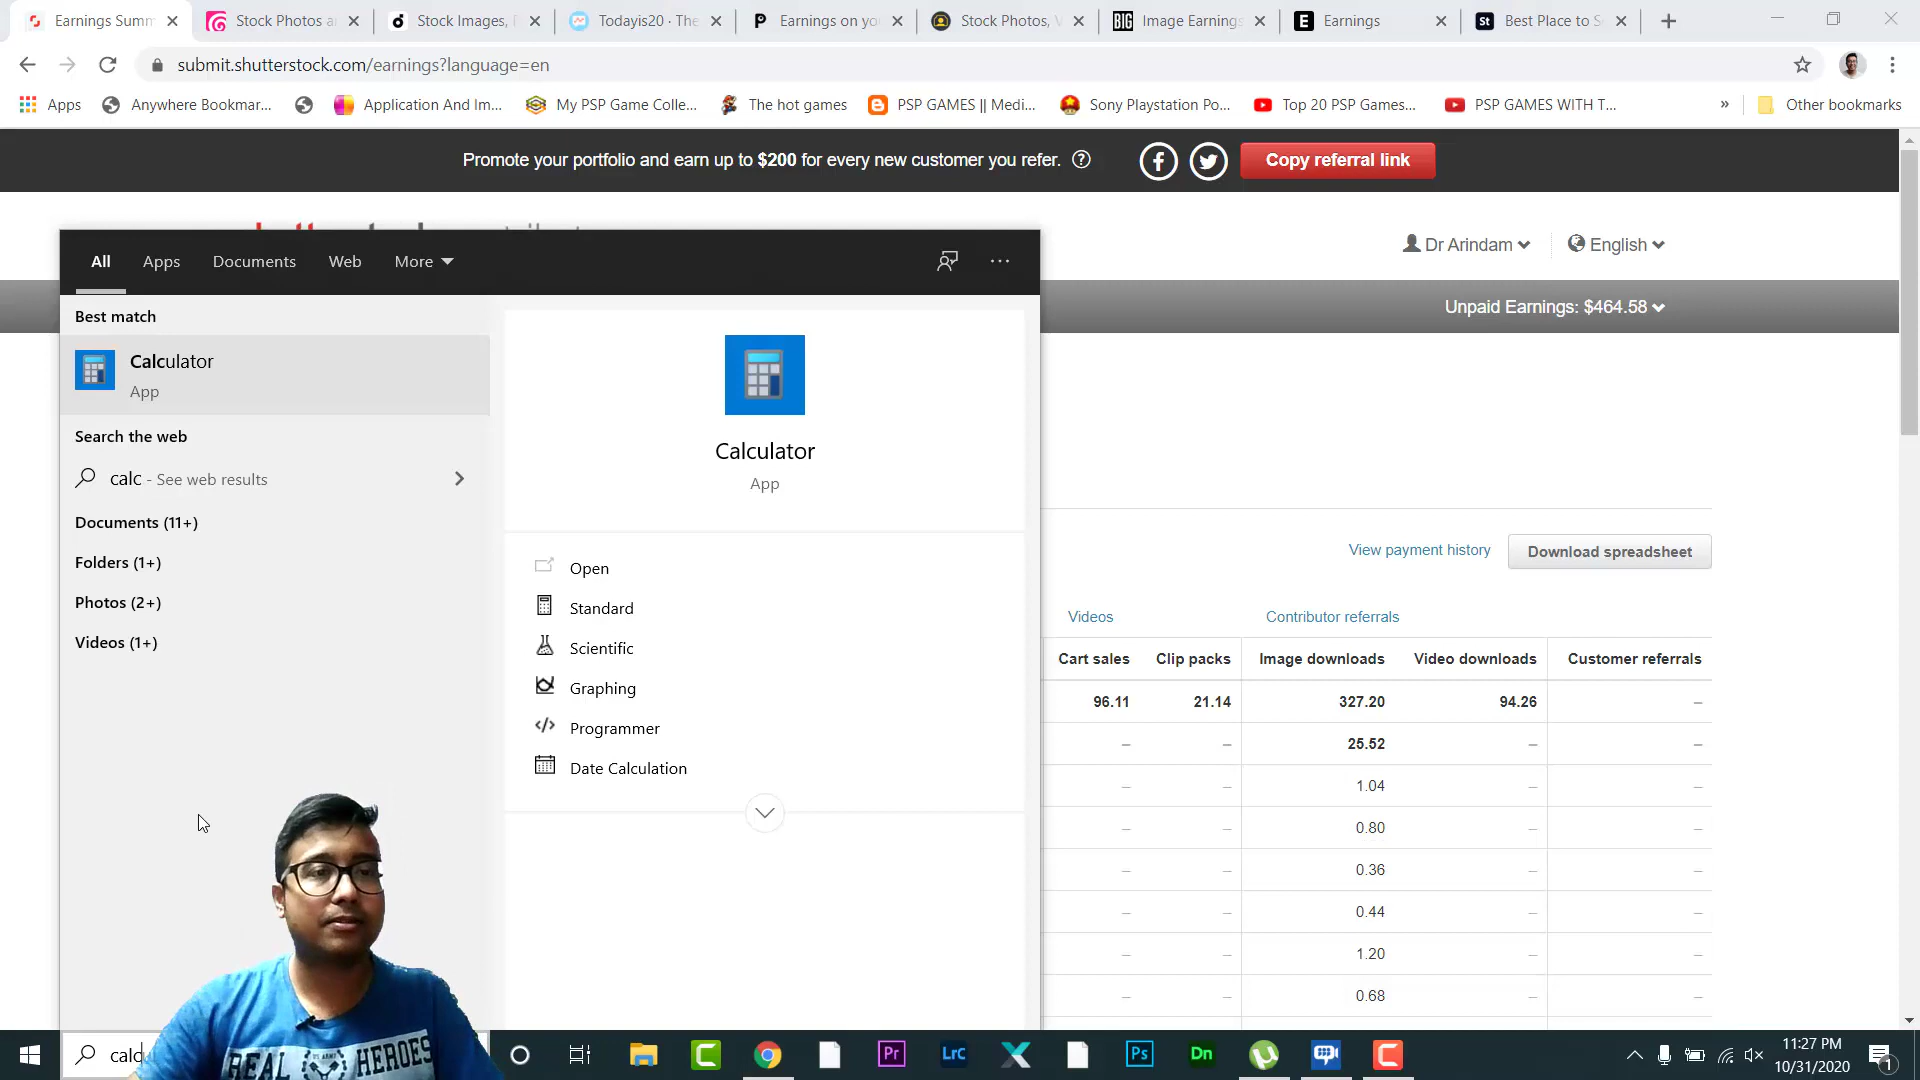 Earnings Summ
Stock Photos a
Stock Images,
Todayis20 · The
Earnings on yo
Stock Photos, V
BIG Image Earnings
E Earnings
St Best Place to S
submit.shutterstock.com/earnings?language=en
Apps
Anywhere Bookmar...
Application And Im...
My PSP Game Colle...
The hot games
PSP GAMES || Medi...
Sony Playstation Po...
Top 20 PSP Games...
PSP GAMES WITH T...
»
Other bookmarks
Promote your portfolio and earn up to $200 for every new customer you refer.
Copy referral link
Dr Arindam
English
Unpaid Earnings: $464.58
All Apps Documents Web More
Best match
Calculator
App
Search the web
calc - See web results
Documents (11+)
Folders (1+)
Photos (2+)
Videos (1+)
Calculator
App
Open
Standard
Scientific
Graphing
Programmer
Date Calculation
View payment history
Download spreadsheet
Videos Contributor referrals
Cart sales Clip packs Image downloads Video downloads Customer referrals
96.11 21.14 327.20 94.26 –
– – 25.52 – –
– – 1.04 – –
– – 0.80 – –
– – 0.36 – –
– – 0.44 – –
– – 1.20 – –
– – 0.68 – –
REAL HEROES
calc
Pr
LrC
Ps
Dn
11:27 PM
10/31/2020
1